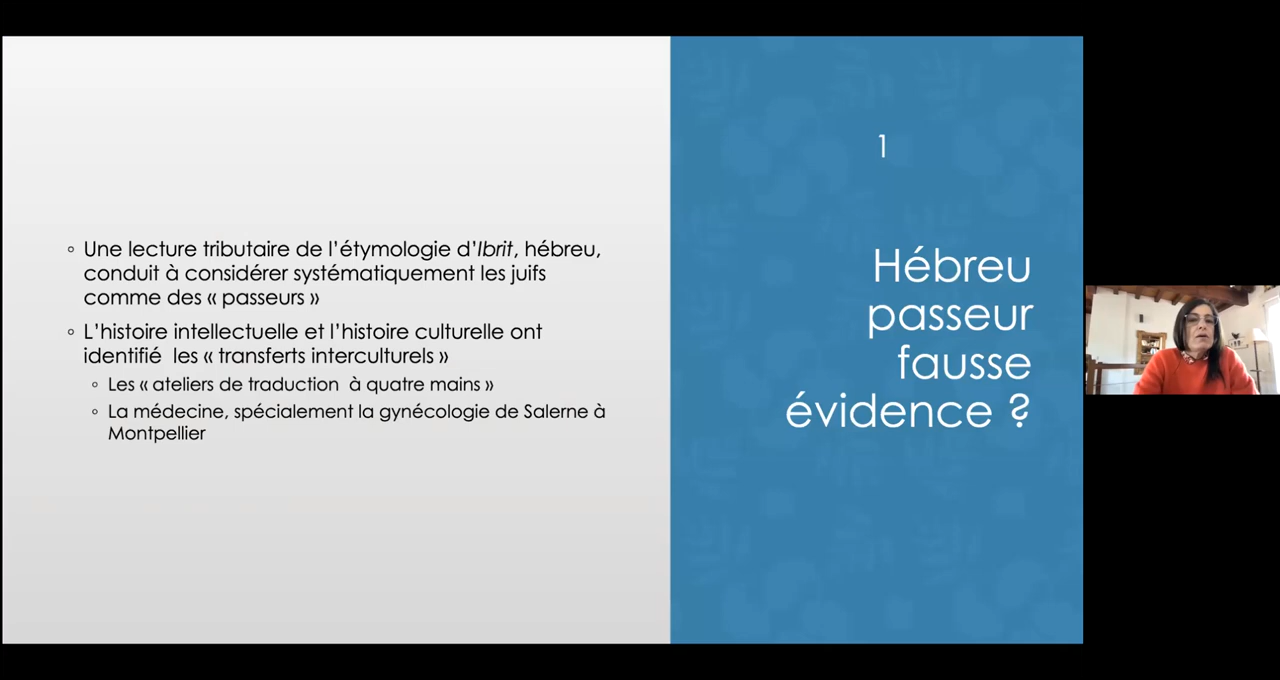 Une lecture tributaire de l'étymologie d'Ibrit, hébreu,
conduit à considérer systématiquement les juifs
comme des « passeurs »
L'histoire intellectuelle et l'histoire culturelle ont
identifié les « transferts interculturels »
Les « ateliers de traduction à quatre mains »
La médecine, spécialement la gynécologie de Salerne à
Montpellier
1
Hébreu
passeur
fausse
évidence ?